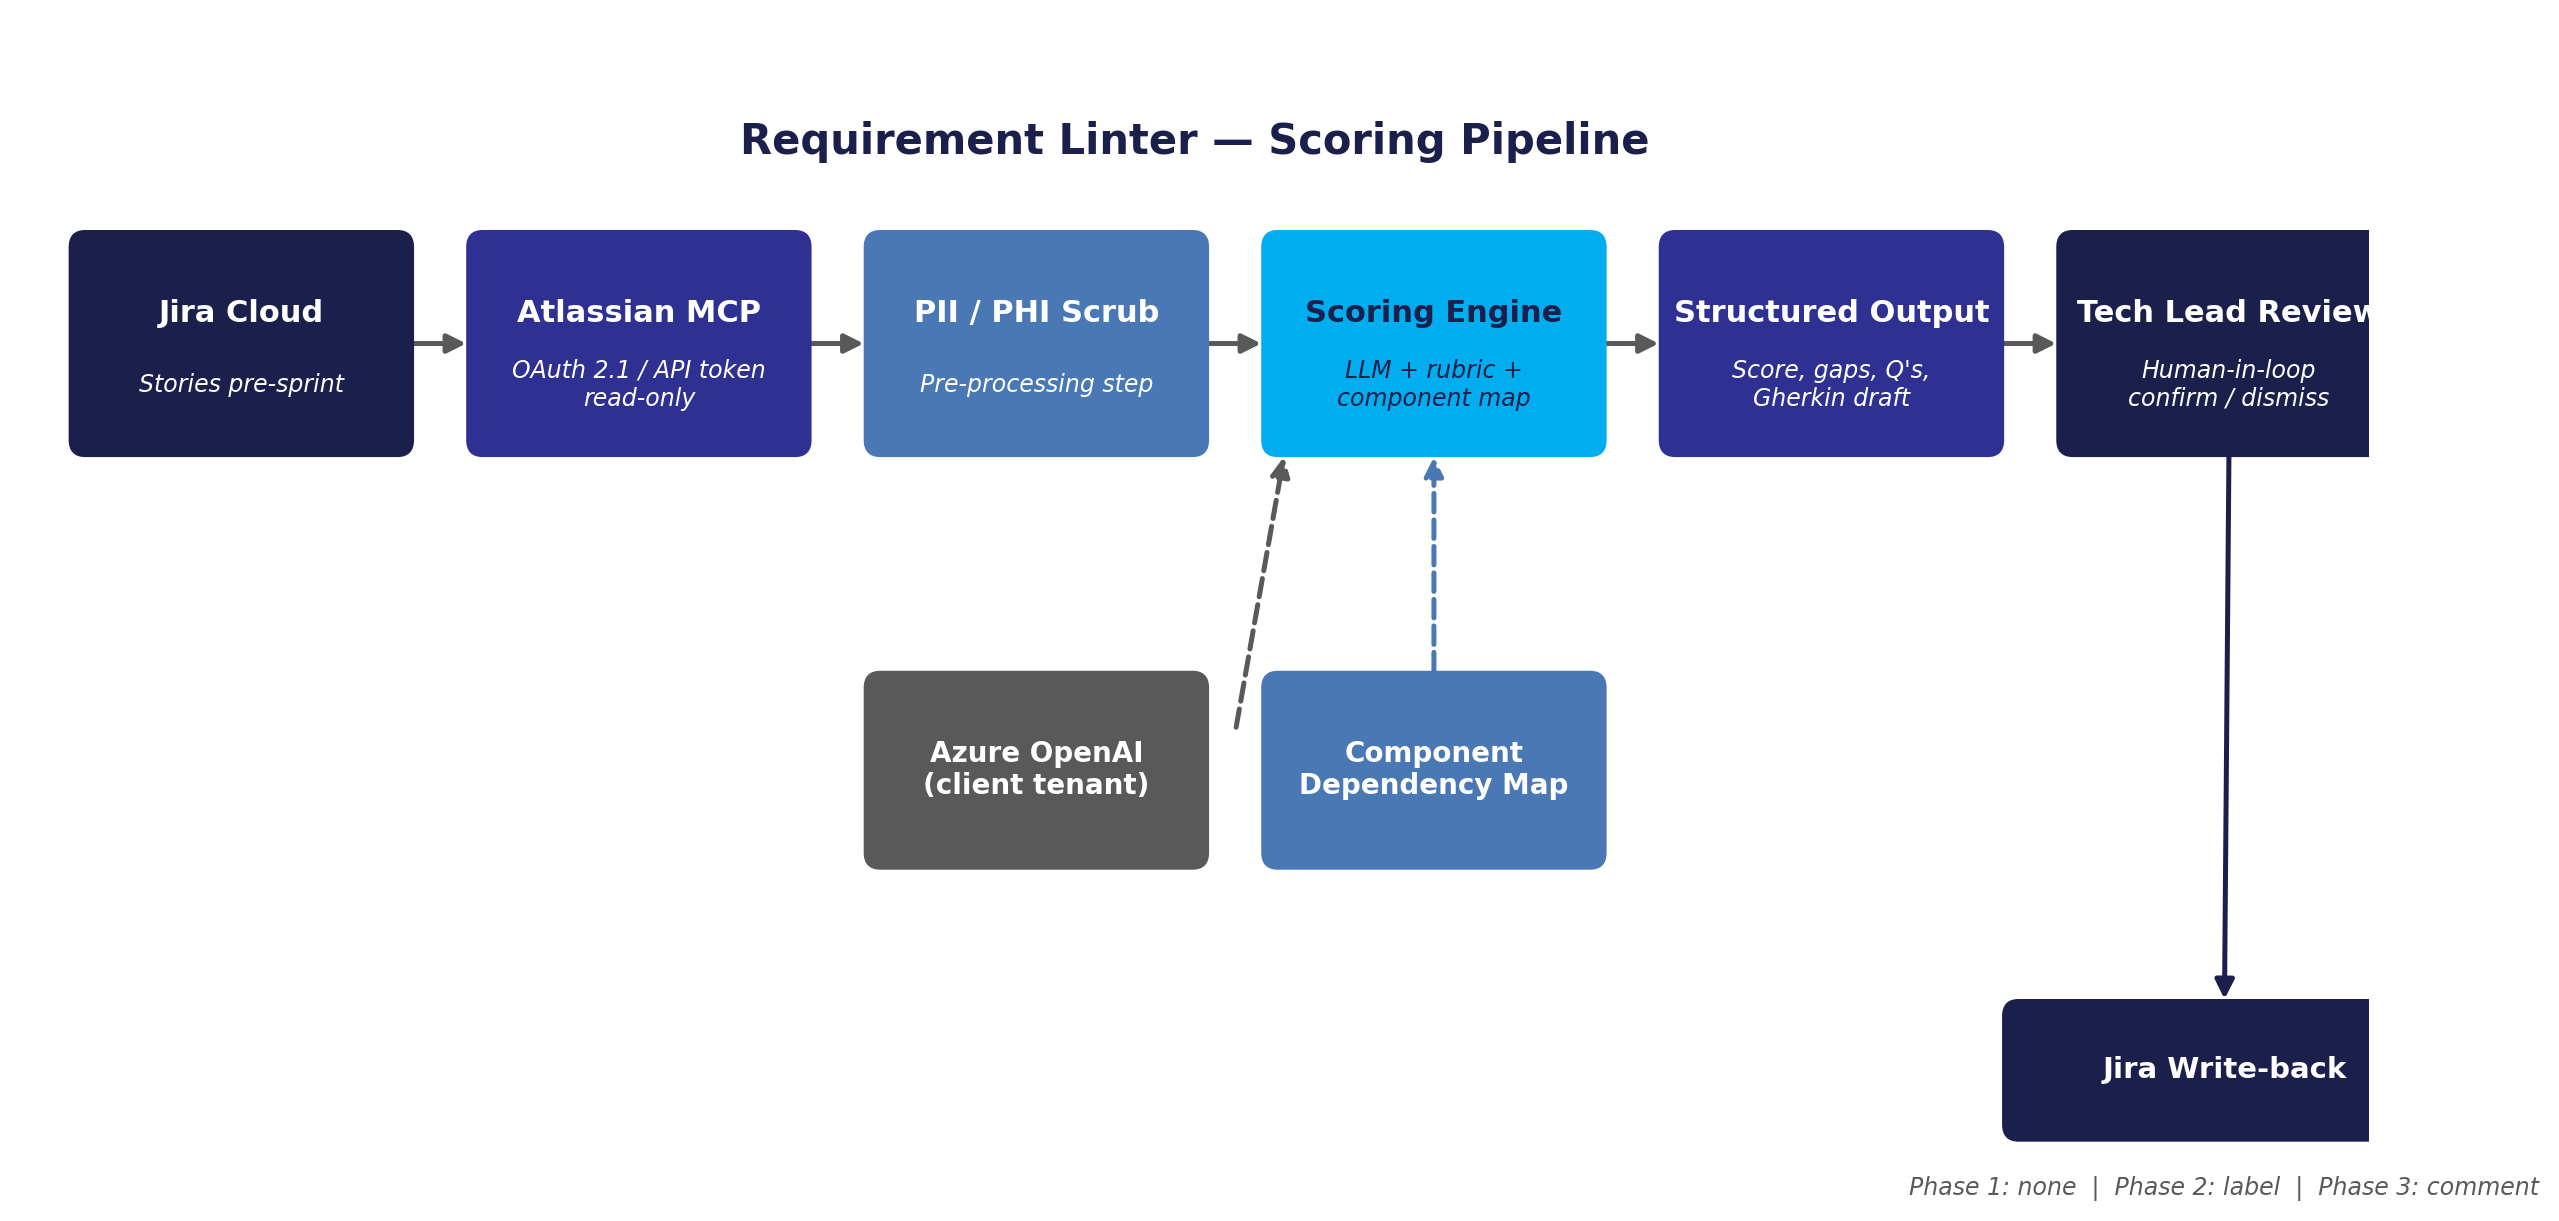 Requirement Linter — Scoring Pipeline
Jira Cloud
Stories pre-sprint
Atlassian MCP
OAuth 2.1 / API token
read-only
PII / PHI Scrub
Pre-processing step
Scoring Engine
LLM + rubric +
component map
Structured Output
Score, gaps, Q's,
Gherkin draft
Tech Lead Review
Human-in-loop
confirm / dismiss
Azure OpenAI
(client tenant)
Component
Dependency Map
Jira Write-back
Phase 1: none | Phase 2: label | Phase 3: comment